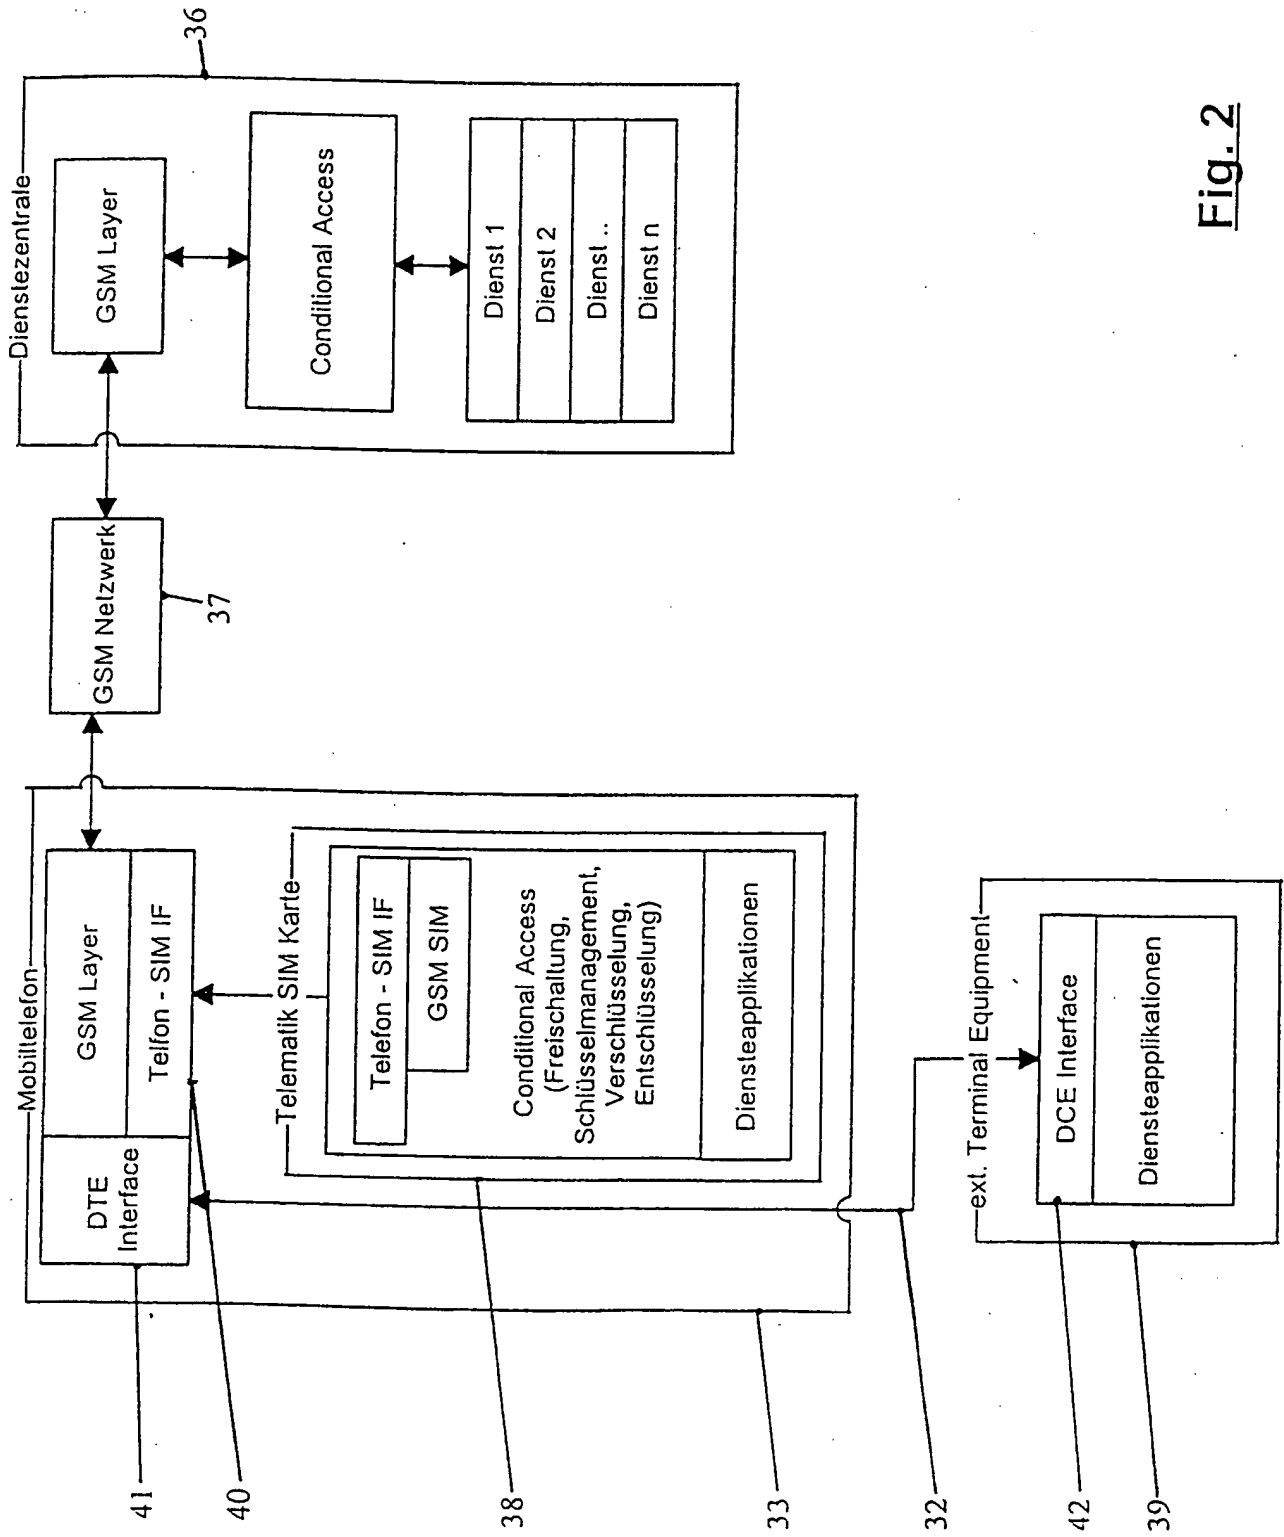 Mobiltelefon
41
DTE
Interface
GSM Layer
Telfon - SIM IF
40
Telematik SIM Karte
38
Telefon - SIM IF
GSM SIM
Conditional Access
(Freischaltung,
Schlüsselmanagement,
Verschlüsselung,
Entschlüsselung)
Diensteapplikationen
33
32
ext. Terminal Equipment
42
DCE Interface
Diensteapplikationen
39
GSM Netzwerk
37
Dienstezentrale
36
GSM Layer
Conditional Access
Dienst 1
Dienst 2
Dienst ..
Dienst n
Fig. 2